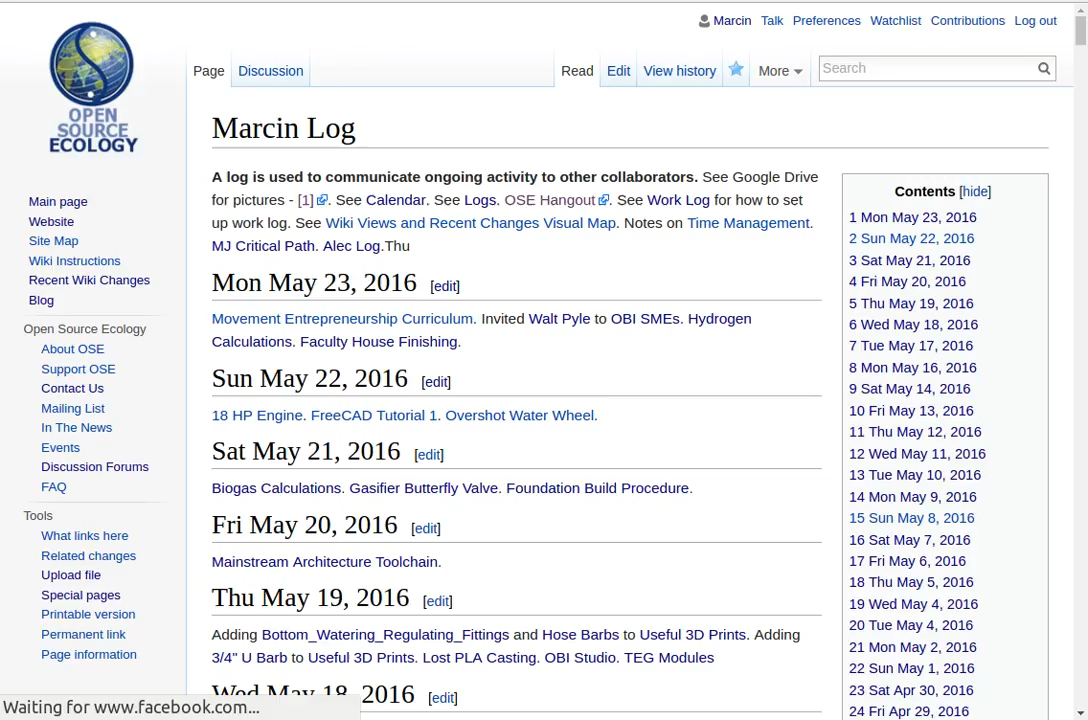 Marcin Talk Preferences Watchlist Contributions Log out
Page Discussion Read Edit View history More Search
OPEN
SOURCE
ECOLOGY
Main page
Website
Site Map
Wiki Instructions
Recent Wiki Changes
Blog
Open Source Ecology
About OSE
Support OSE
Contact Us
Mailing List
In The News
Events
Discussion Forums
FAQ
Tools
What links here
Related changes
Upload file
Special pages
Printable version
Permanent link
Page information
Marcin Log
A log is used to communicate ongoing activity to other collaborators. See Google Drive
for pictures - [1]. See Calendar. See Logs. OSE Hangout. See Work Log for how to set
up work log. See Wiki Views and Recent Changes Visual Map. Notes on Time Management.
MJ Critical Path. Alec Log.Thu
Mon May 23, 2016 [edit]
Movement Entrepreneurship Curriculum. Invited Walt Pyle to OBI SMEs. Hydrogen
Calculations. Faculty House Finishing.
Sun May 22, 2016 [edit]
18 HP Engine. FreeCAD Tutorial 1. Overshot Water Wheel.
Sat May 21, 2016 [edit]
Biogas Calculations. Gasifier Butterfly Valve. Foundation Build Procedure.
Fri May 20, 2016 [edit]
Mainstream Architecture Toolchain.
Thu May 19, 2016 [edit]
Adding Bottom_Watering_Regulating_Fittings and Hose Barbs to Useful 3D Prints. Adding
3/4" U Barb to Useful 3D Prints. Lost PLA Casting. OBI Studio. TEG Modules
Wed May 18, 2016 [edit]
Contents [hide]
1 Mon May 23, 2016
2 Sun May 22, 2016
3 Sat May 21, 2016
4 Fri May 20, 2016
5 Thu May 19, 2016
6 Wed May 18, 2016
7 Tue May 17, 2016
8 Mon May 16, 2016
9 Sat May 14, 2016
10 Fri May 13, 2016
11 Thu May 12, 2016
12 Wed May 11, 2016
13 Tue May 10, 2016
14 Mon May 9, 2016
15 Sun May 8, 2016
16 Sat May 7, 2016
17 Fri May 6, 2016
18 Thu May 5, 2016
19 Wed May 4, 2016
20 Tue May 4, 2016
21 Mon May 2, 2016
22 Sun May 1, 2016
23 Sat Apr 30, 2016
24 Fri Apr 29, 2016
Waiting for www.facebook.com...